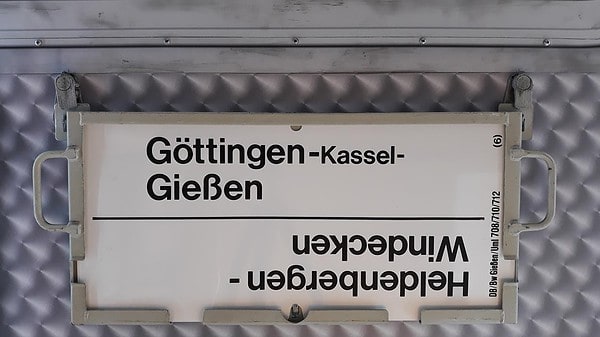 Göttingen-Kassel-
Gießen
Heldenbergen-
Windecken
DB/Bw Gießen/Uml 708/710/712
(6)